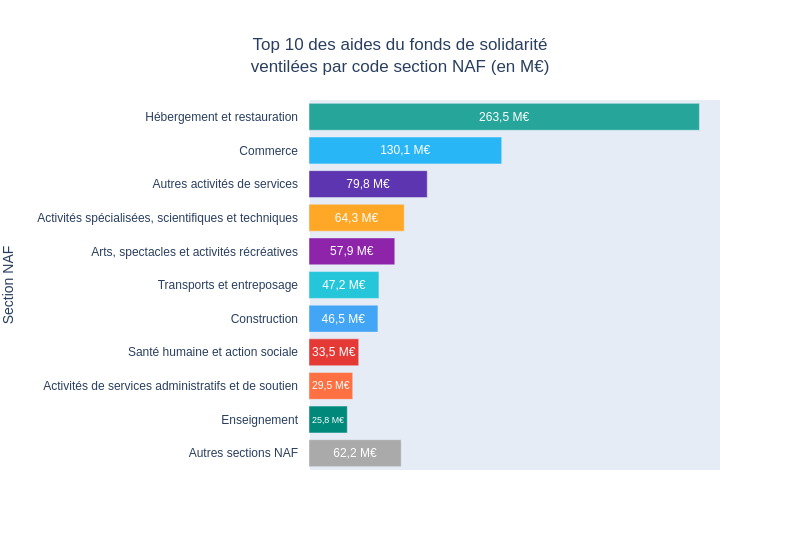 Top 10 des aides du fonds de solidarité
ventilées par code section NAF (en M€)
Section NAF
Hébergement et restauration 263,5 M€
Commerce 130,1 M€
Autres activités de services 79,8 M€
Activités spécialisées, scientifiques et techniques 64,3 M€
Arts, spectacles et activités récréatives 57,9 M€
Transports et entreposage 47,2 M€
Construction 46,5 M€
Santé humaine et action sociale 33,5 M€
Activités de services administratifs et de soutien 29,5 M€
Enseignement 25,8 M€
Autres sections NAF 62,2 M€